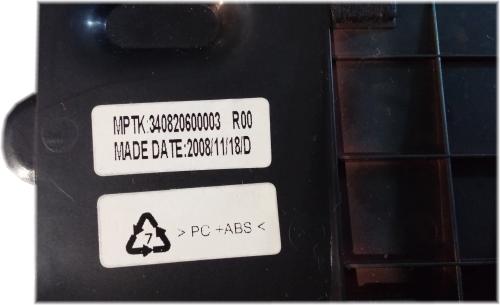 MPTK:340820600003 R00
MADE DATE:2008/11/18/D
7 > PC +ABS <